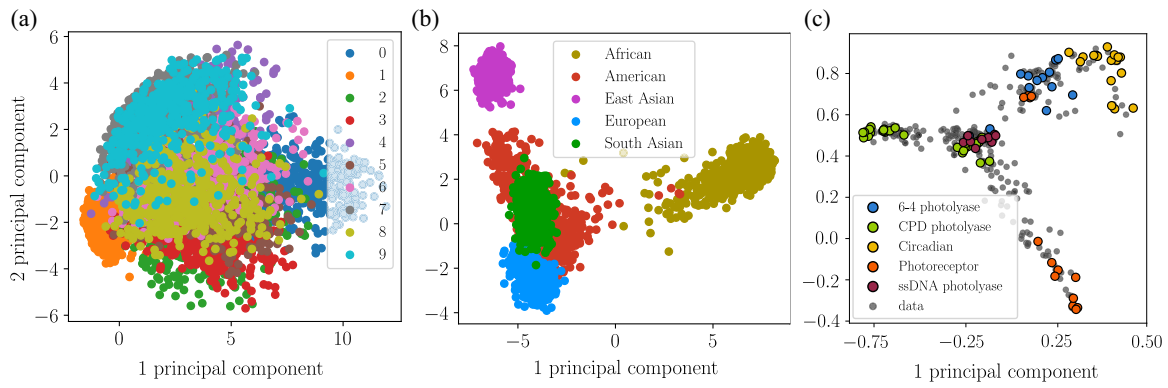 (a)
2 principal component
6
4
2
0
−2
−4
−6
0
5
10
1 principal component
0
1
2
3
4
5
6
7
8
9
(b)
8
6
4
2
0
−2
−4
−5
0
5
1 principal component
African
American
East Asian
European
South Asian
(c)
0.8
0.6
0.4
0.2
0.0
−0.2
−0.4
−0.75
−0.25
0.25
0.50
1 principal component
6-4 photolyase
CPD photolyase
Circadian
Photoreceptor
ssDNA photolyase
data